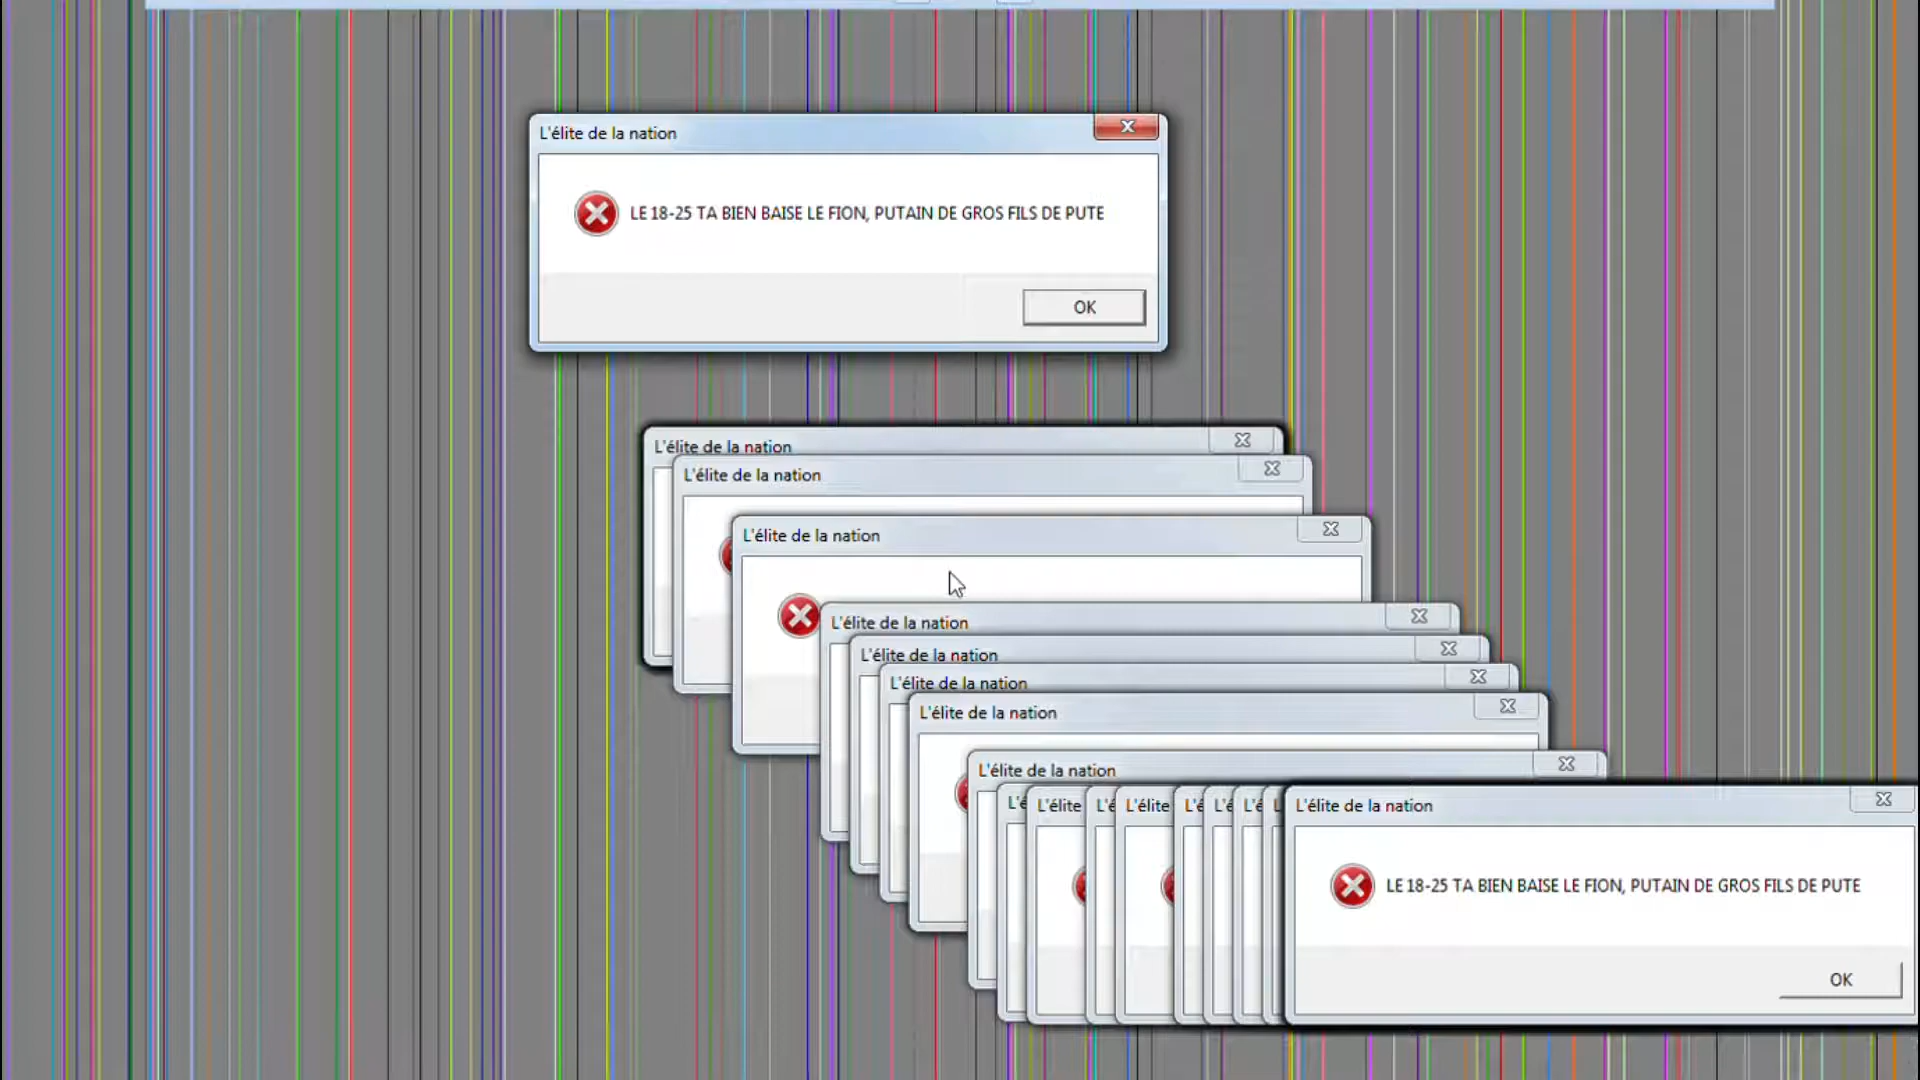 L'élite de la nation
LE 18-25 TA BIEN BAISE LE FION, PUTAIN DE GROS FILS DE PUTE
OK
L'élite de la nation
L'élite de la nation
L'élite de la nation
L'élite de la nation
L'élite de la nation
L'élite de la nation
L'élite de la nation
L'élite de la nation
L'é L'élite L'é L'élite L'é L'é L'é L L'élite de la nation
LE 18-25 TA BIEN BAISE LE FION, PUTAIN DE GROS FILS DE PUTE
OK